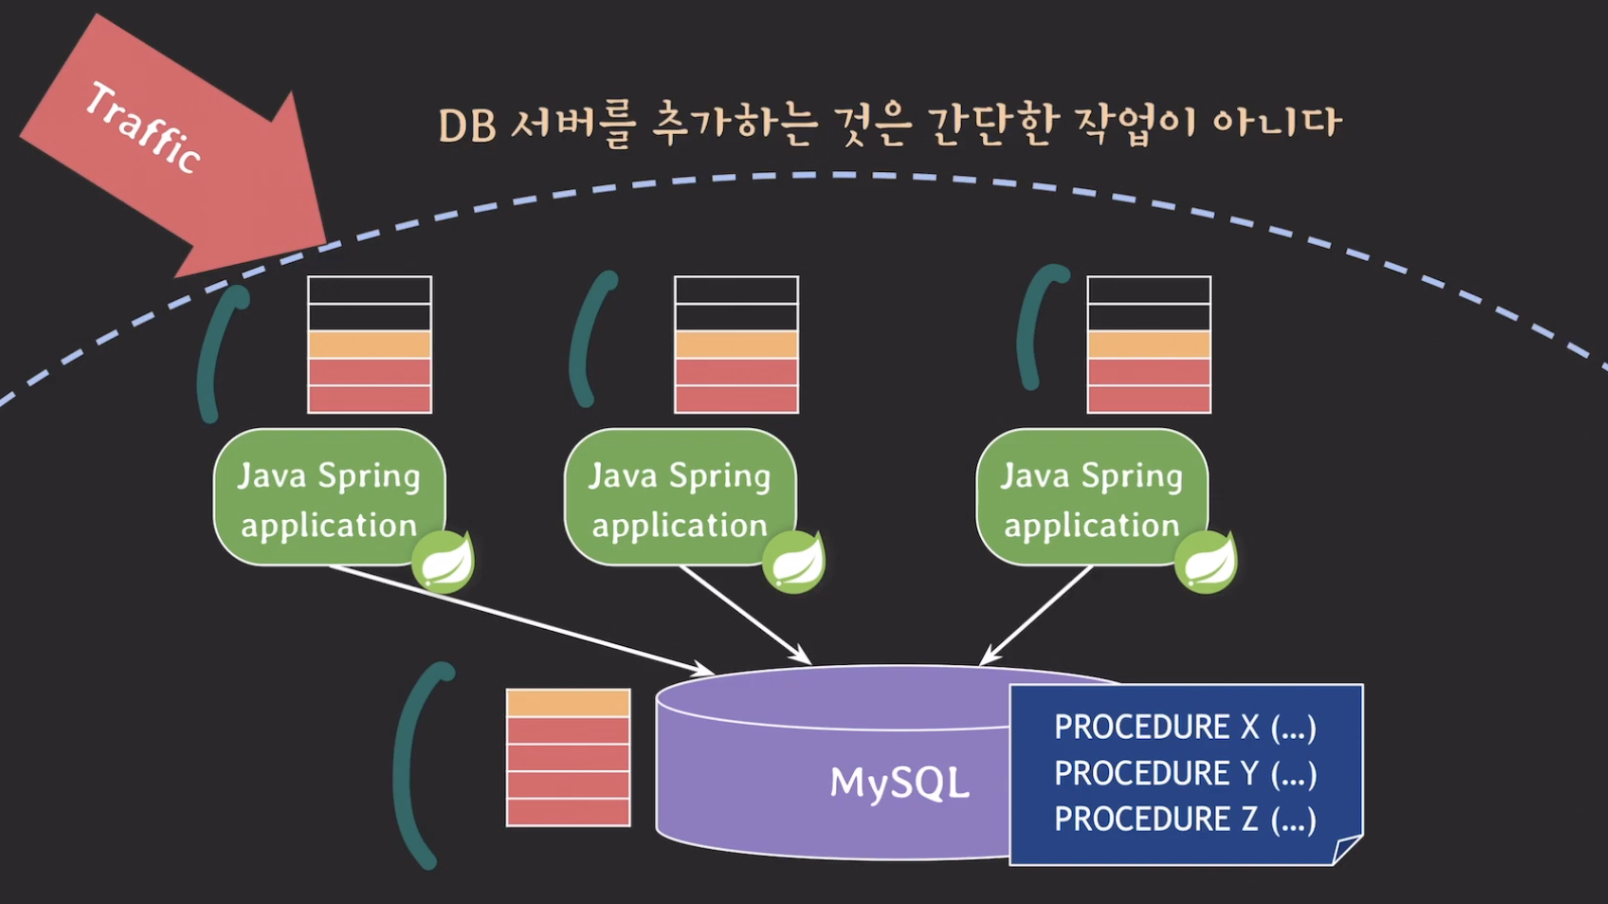 Traffic
DB 서버를 추가하는 것은 간단한 작업이 아니다
Java Spring
application
Java Spring
application
Java Spring
application
MySQL
PROCEDURE X (...)
PROCEDURE Y (...)
PROCEDURE Z (...)